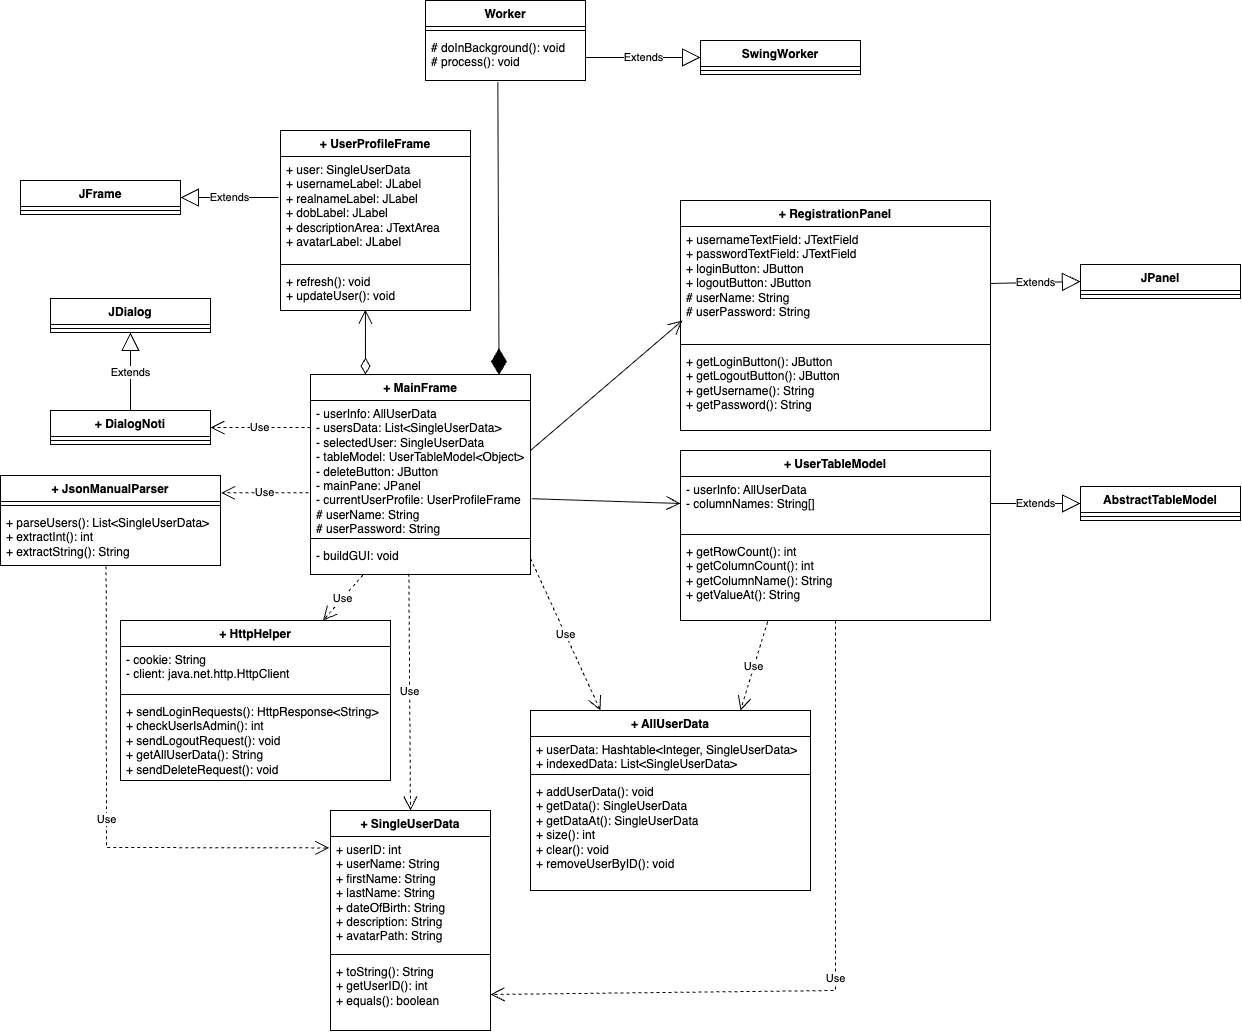 Worker
# doInBackground(): void
# process(): void
Extends
SwingWorker
+ UserProfileFrame
+ user: SingleUserData
+ usernameLabel: JLabel
+ realnameLabel: JLabel
+ dobLabel: JLabel
+ descriptionArea: JTextArea
+ avatarLabel: JLabel
+ refresh(): void
+ updateUser(): void
Extends
JFrame
+ RegistrationPanel
+ usernameTextField: JTextField
+ passwordTextField: JTextField
+ loginButton: JButton
+ logoutButton: JButton
# userName: String
# userPassword: String
+ getLoginButton(): JButton
+ getLogoutButton(): JButton
+ getUsername(): String
+ getPassword(): String
Extends
JPanel
JDialog
Extends
+ DialogNoti
Use
+ MainFrame
- userInfo: AllUserData
- usersData: List<SingleUserData>
- selectedUser: SingleUserData
- tableModel: UserTableModel<Object>
- deleteButton: JButton
- mainPane: JPanel
- currentUserProfile: UserProfileFrame
# userName: String
# userPassword: String
- buildGUI: void
+ UserTableModel
- userInfo: AllUserData
- columnNames: String[]
+ getRowCount(): int
+ getColumnCount(): int
+ getColumnName(): String
+ getValueAt(): String
Extends
AbstractTableModel
+ JsonManualParser
+ parseUsers(): List<SingleUserData>
+ extractInt(): int
+ extractString(): String
Use
Use
+ HttpHelper
- cookie: String
- client: java.net.http.HttpClient
+ sendLoginRequests(): HttpResponse<String>
+ checkUserIsAdmin(): int
+ sendLogoutRequest(): void
+ getAllUserData(): String
+ sendDeleteRequest(): void
Use
Use
Use
+ AllUserData
+ userData: Hashtable<Integer, SingleUserData>
+ indexedData: List<SingleUserData>
+ addUserData(): void
+ getData(): SingleUserData
+ getDataAt(): SingleUserData
+ size(): int
+ clear(): void
+ removeUserByID(): void
Use
+ SingleUserData
+ userID: int
+ userName: String
+ firstName: String
+ lastName: String
+ dateOfBirth: String
+ description: String
+ avatarPath: String
+ toString(): String
+ getUserID(): int
+ equals(): boolean
Use